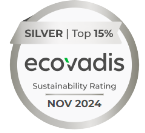 SILVER | Top 15%
ecovadis
Sustainability Rating
NOV 2024